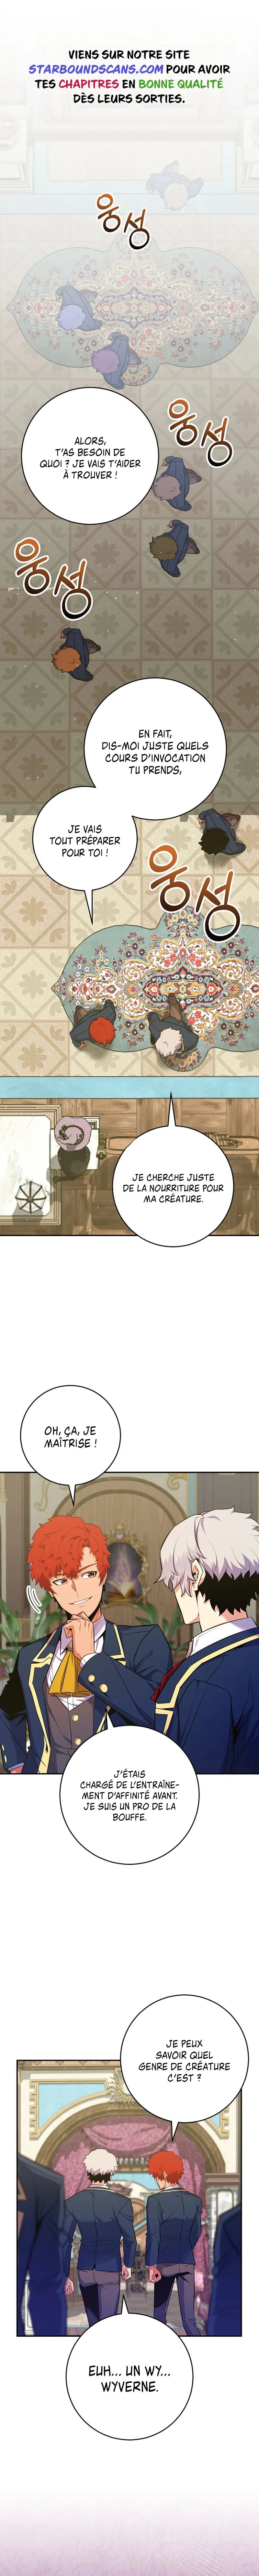 VIENS SUR NOTRE SITE
STARBOUNDSCANS.COM POUR AVOIR
TES CHAPITRES EN BONNE QUALITÉ
DÈS LEURS SORTIES.
웅성
ALORS,
T'AS BESOIN DE
QUOI ? JE VAIS T'AIDER
À TROUVER !
웅성
웅성
EN FAIT,
DIS-MOI JUSTE QUELS
COURS D'INVOCATION
TU PRENDS,
JE VAIS
TOUT PRÉPARER
POUR TOI !
웅성
JE CHERCHE JUSTE
DE LA NOURRITURE POUR
MA CRÉATURE.
OH, ÇA, JE
MAÎTRISE !
J'ÉTAIS
CHARGÉ DE L'ENTRAÎNE-
MENT D'AFFINITÉ AVANT.
JE SUIS UN PRO DE LA
BOUFFE.
JE PEUX
SAVOIR QUEL
GENRE DE CRÉATURE
C'EST ?
EUH... UN WY...
WYVERNE.